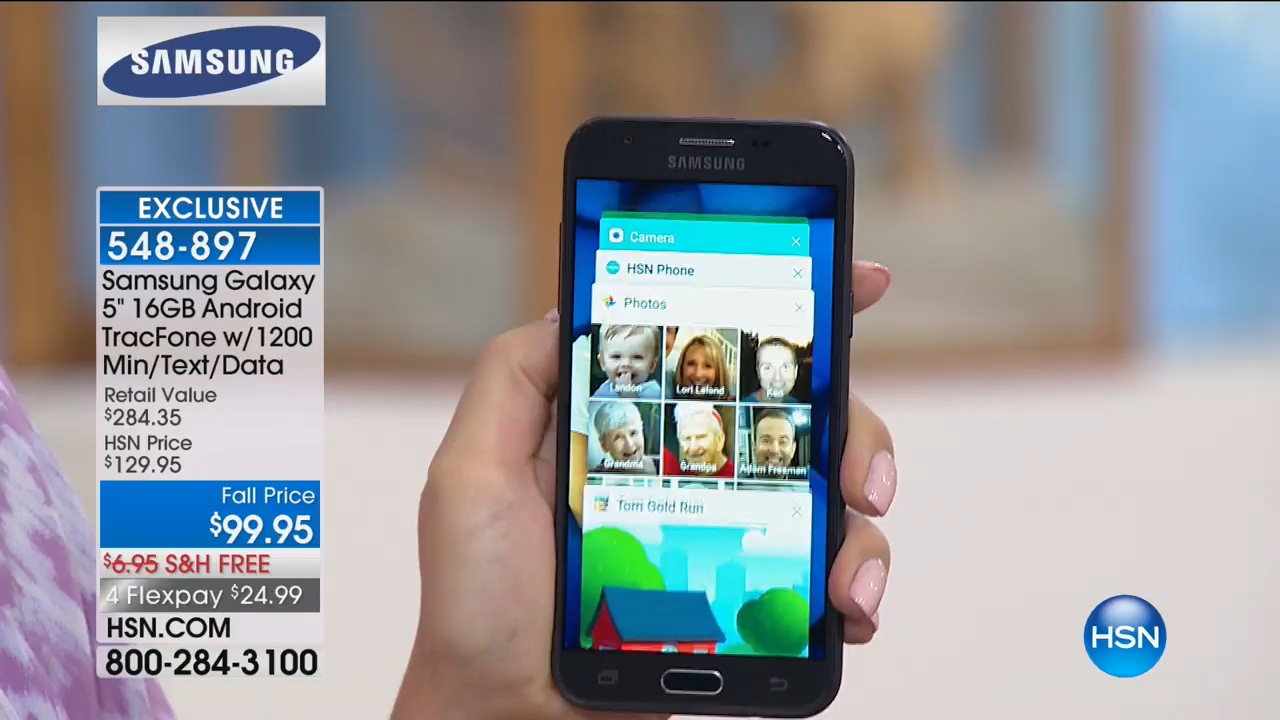 SAMSUNG
EXCLUSIVE
548-897
Samsung Galaxy
5" 16GB Android
TracFone w/1200
Min/Text/Data
Retail Value
$284.35
HSN Price
$129.95
Fall Price
$99.95
$6.95 S&H FREE
4 Flexpay $24.99
HSN.COM
800-284-3100
SAMSUNG
Camera
HSN Phone
Photos
Landon
Lori Leland
Ken
Grandma
Grandpa
Adam Freeman
Tom Gold Run
HSN